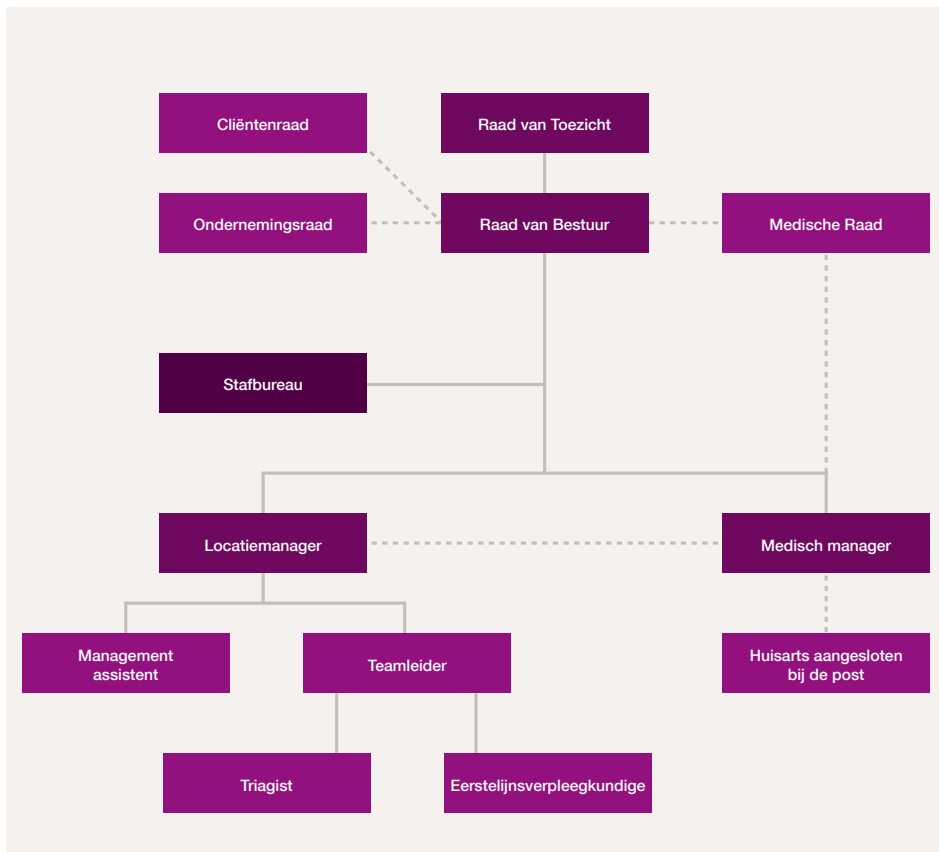 Cliëntenraad
Raad van Toezicht
Ondernemingsraad
Raad van Bestuur
Medische Raad
Stafbureau
Locatiemanager
Medisch manager
Management
assistent
Teamleider
Huisarts aangesloten
bij de post
Triagist
Eerstelijnsverpleegkundige